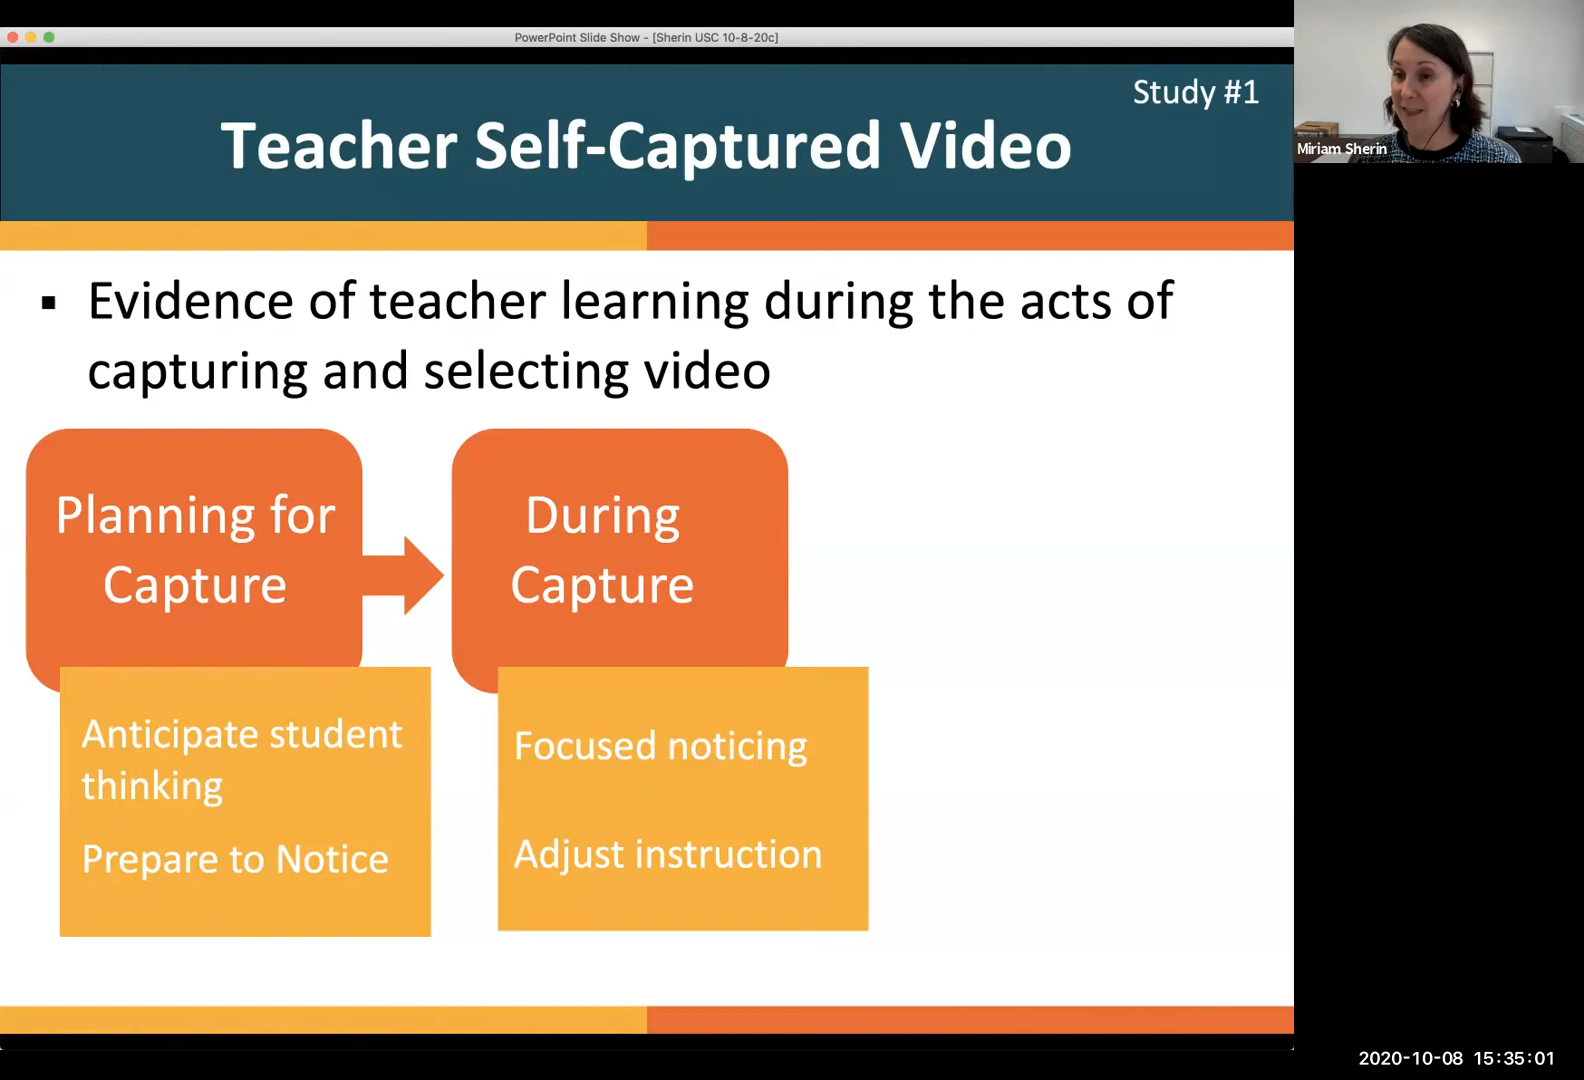 PowerPoint Slide Show - [Sherin USC 10-8-20c]
Study #1
Teacher Self-Captured Video
▪ Evidence of teacher learning during the acts of
capturing and selecting video
Planning for
Capture
During
Capture
Anticipate student
thinking
Prepare to Notice
Focused noticing
Adjust instruction
Miriam Sherin
2020-10-08 15:35:01